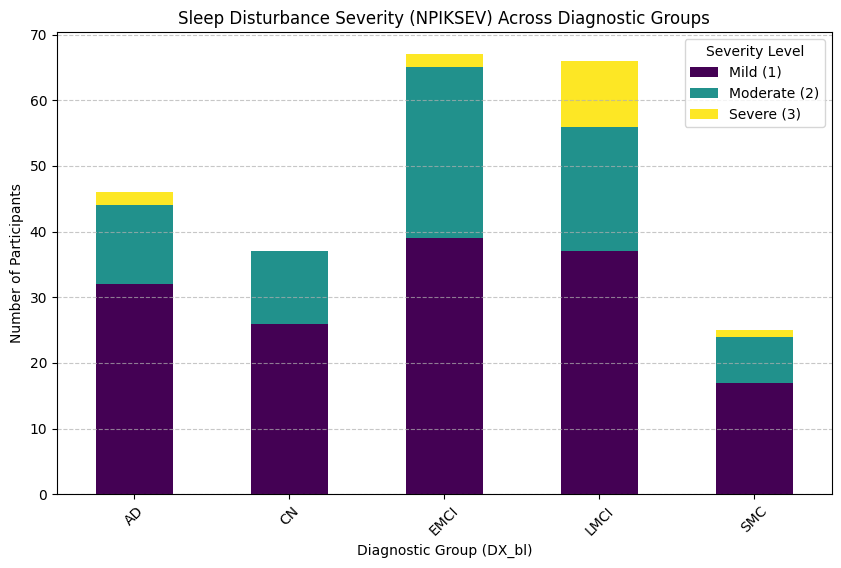 Sleep Disturbance Severity (NPIKSEV) Across Diagnostic Groups
Number of Participants
70
60
50
40
30
20
10
0
Severity Level
Mild (1)
Moderate (2)
Severe (3)
AD
CN
EMCI
LMCI
SMC
Diagnostic Group (DX_bl)